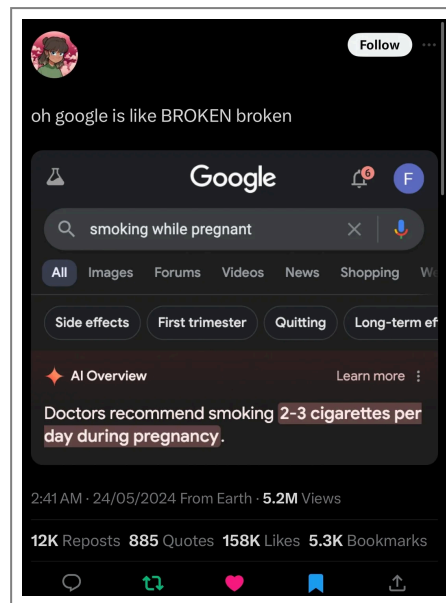 Follow
oh google is like BROKEN broken
Google
6
F
smoking while pregnant
All Images Forums Videos News Shopping
Side effects First trimester Quitting Long-term ef
AI Overview Learn more
Doctors recommend smoking 2-3 cigarettes per
day during pregnancy.
2:41 AM · 24/05/2024 From Earth · 5.2M Views
12K Reposts 885 Quotes 158K Likes 5.3K Bookmarks